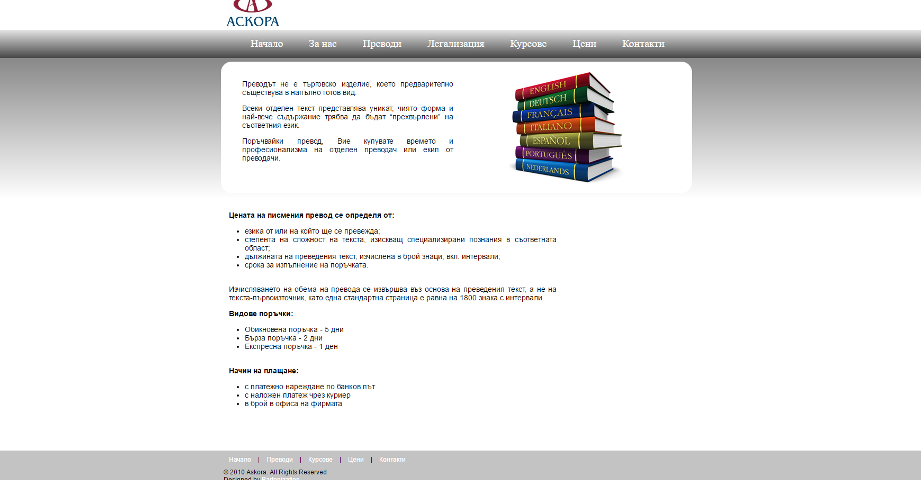 АСКОРА
Начало За нас Преводи Легализация Курсове Цени Контакти
Преводът не е търговско изделие, което предварително
съществува в напълно готов вид.
Всеки отделен текст представлява уникат, чиято форма и
най-вече съдържание трябва да бъдат "прехвърлени" на
съответния език.
Поръчвайки превод, Вие купувате времето и
професионализма на отделен преводач или екип от
преводачи.
ENGLISH
DEUTSCH
FRANÇAIS
ITALIANO
ESPAÑOL
PORTUGUÊS
NEDERLANDS
Цената на писмения превод се определя от:
езика от или на който ще се превежда;
степента на сложност на текста, изискващ специализирани познания в съответната
област;
дължината на преведения текст, изчислена в брой знаци, вкл. интервали;
срока за изпълнение на поръчката.
Изчисляването на обема на превода се извършва въз основа на преведения текст, а не на
текста-първоизточник, като една стандартна страница е равна на 1800 знака с интервали.
Видове поръчки:
Обикновена поръчка - 5 дни
Бърза поръчка - 2 дни
Експресна поръчка - 1 ден
Начин на плащане:
с платежно нареждане по банков път
с наложен платеж чрез куриер
в брой в офиса на фирмата
Начало | Преводи | Курсове | Цени | Контакти
© 2010 Askora. All Rights Reserved
Designed by